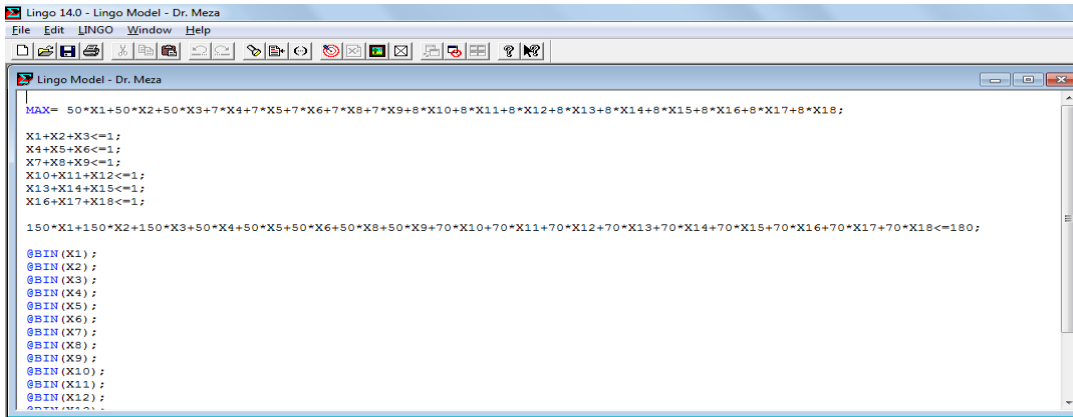 Lingo 14.0 - Lingo Model - Dr. Meza
File Edit LINGO Window Help
Lingo Model - Dr. Meza
MAX= 50*X1+50*X2+50*X3+7*X4+7*X5+7*X6+7*X8+7*X9+8*X10+8*X11+8*X12+8*X13+8*X14+8*X15+8*X16+8*X17+8*X18;
X1+X2+X3<=1;
X4+X5+X6<=1;
X7+X8+X9<=1;
X10+X11+X12<=1;
X13+X14+X15<=1;
X16+X17+X18<=1;
150*X1+150*X2+150*X3+50*X4+50*X5+50*X6+50*X8+50*X9+70*X10+70*X11+70*X12+70*X13+70*X14+70*X15+70*X16+70*X17+70*X18<=180;
@BIN(X1);
@BIN(X2);
@BIN(X3);
@BIN(X4);
@BIN(X5);
@BIN(X6);
@BIN(X7);
@BIN(X8);
@BIN(X9);
@BIN(X10);
@BIN(X11);
@BIN(X12);